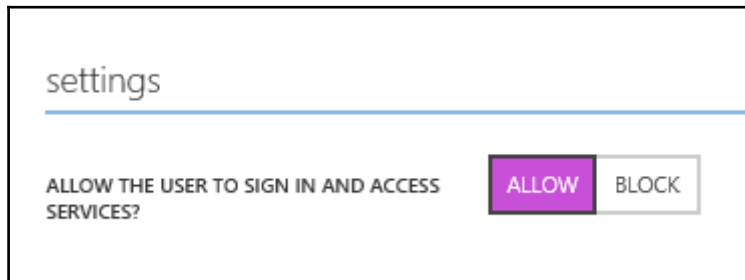 settings
ALLOW THE USER TO SIGN IN AND ACCESS
SERVICES?
ALLOW BLOCK